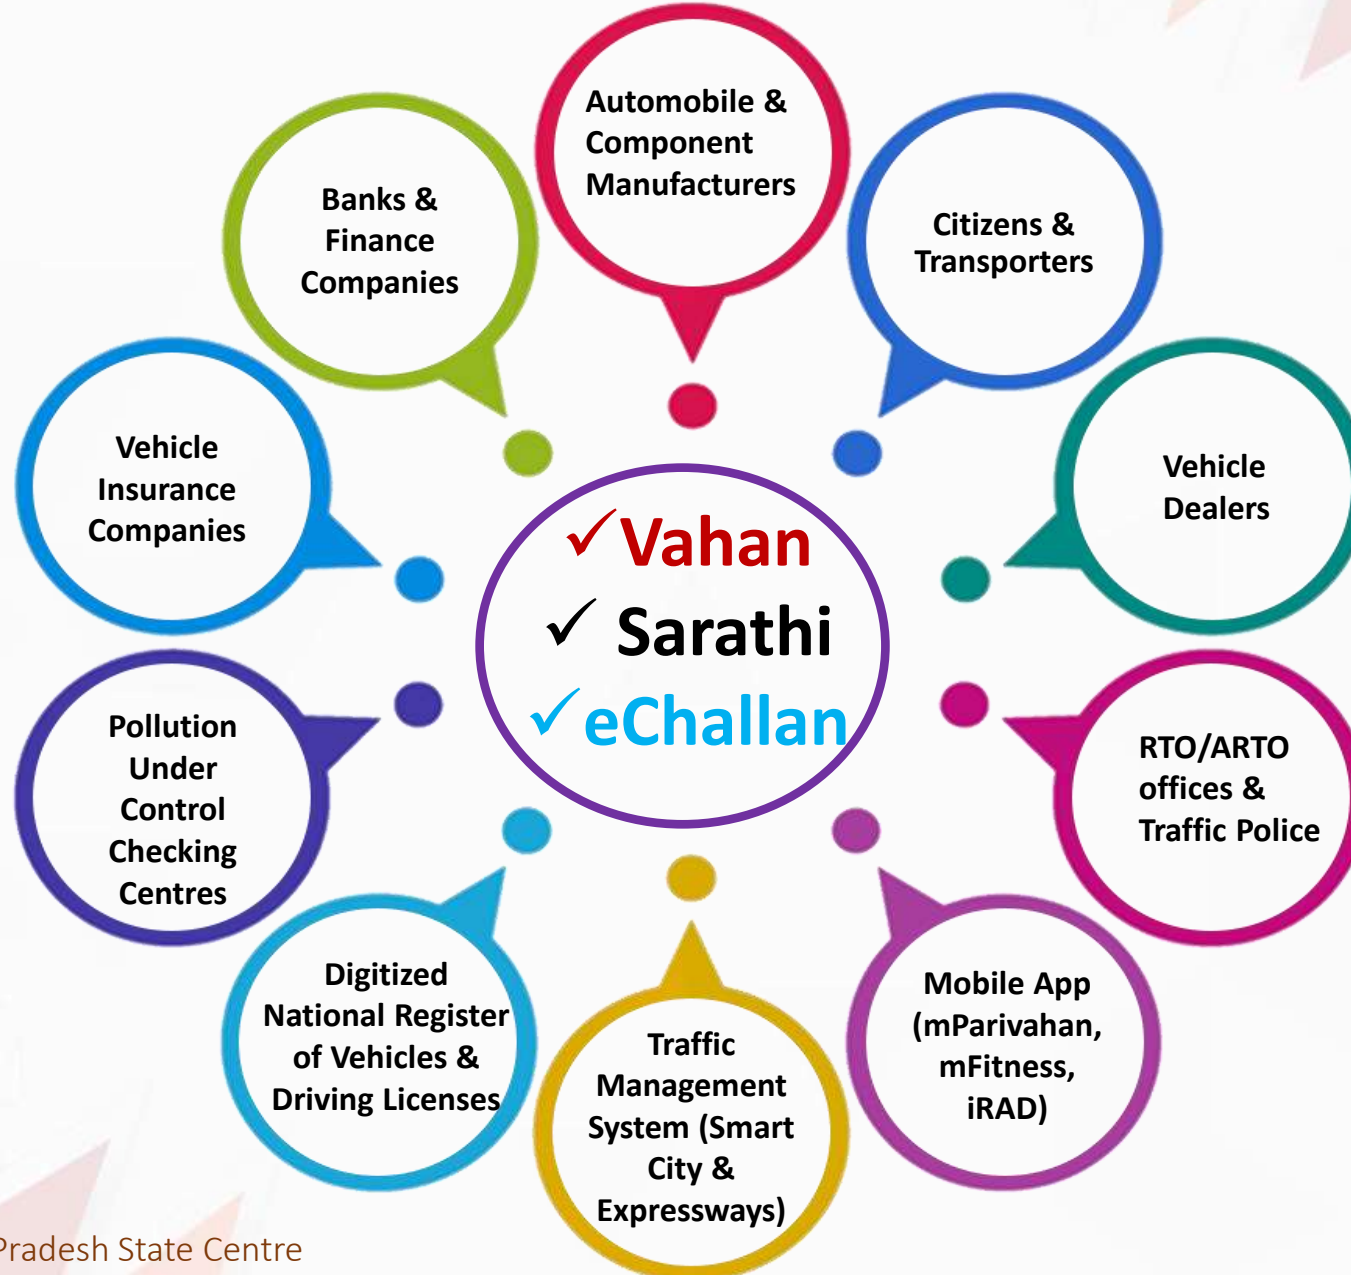 Automobile &
Component
Manufacturers
Banks &
Finance
Companies
Citizens &
Transporters
Vehicle
Insurance
Companies
Vehicle
Dealers
✓Vahan
✓ Sarathi
✓eChallan
Pollution
Under
Control
Checking
Centres
RTO/ARTO
offices &
Traffic Police
Digitized
National Register
of Vehicles &
Driving Licenses
Traffic
Management
System (Smart
City &
Expressways)
Mobile App
(mParivahan,
mFitness,
iRAD)
Pradesh State Centre